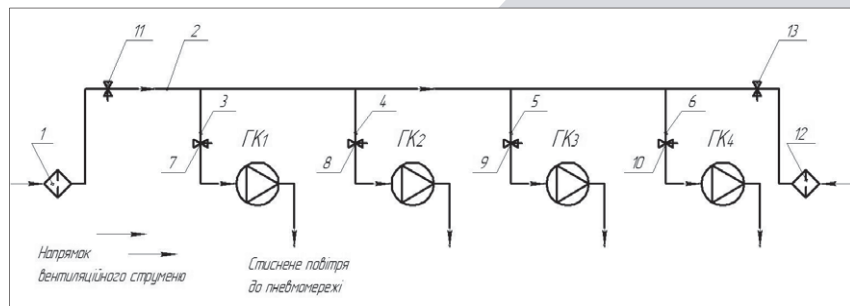 11 2 13
3 4 5 6
1 ГК1 ГК2 ГК3 ГК4 12
7 8 9 10
Напрямок
вентиляційного струменю
Стиснене повітря
до пневмомережі